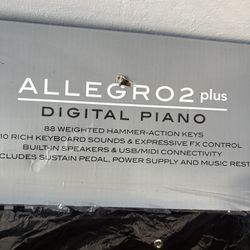 ALLEGRO2 plus
DIGITAL PIANO
88 WEIGHTED HAMMER-ACTION KEYS
10 RICH KEYBOARD SOUNDS & EXPRESSIVE FX CONTROL
BUILT-IN SPEAKERS & USB/MIDI CONNECTIVITY
CLUDES SUSTAIN PEDAL, POWER SUPPLY AND MUSIC REST